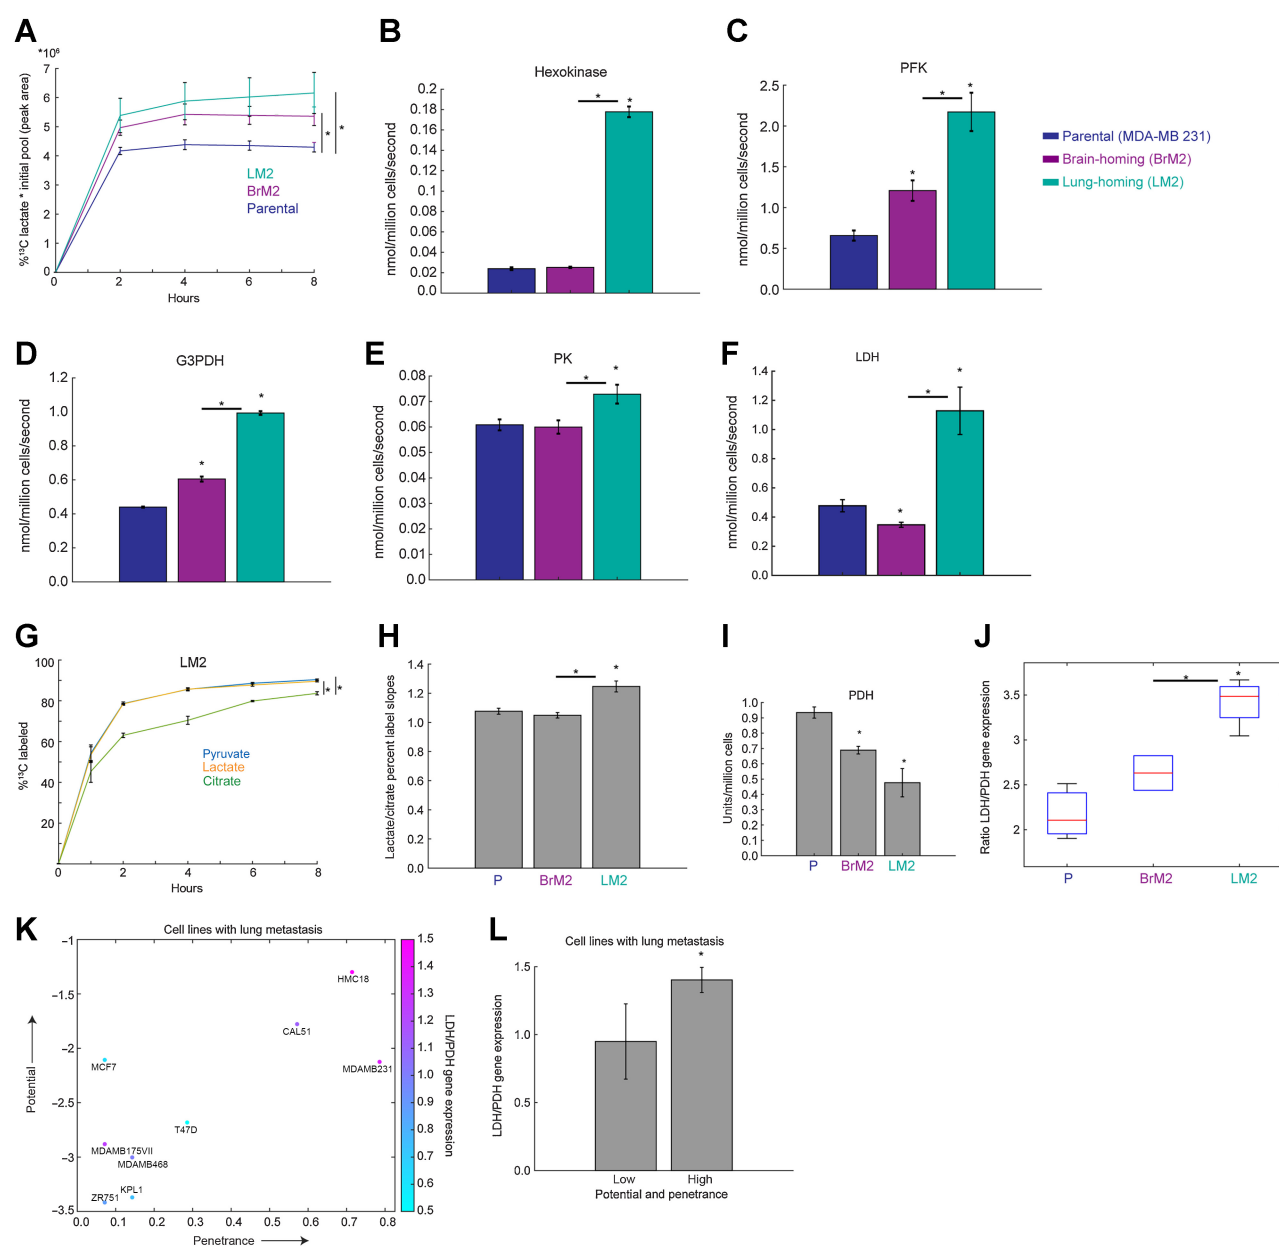 A
*10⁶
7
6
5
4
3
2
1
0
%¹³C lactate * initial pool (peak area)
LM2
BrM2
Parental
*
*
0
2
4
6
8
Hours
B
Hexokinase
0.2
0.18
0.16
0.14
0.12
0.1
0.08
0.06
0.04
0.02
0.0
nmol/million cells/second
*
*
C
PFK
2.5
2.0
1.5
1.0
0.5
0.0
nmol/million cells/second
*
*
*
Parental (MDA-MB 231)
Brain-homing (BrM2)
Lung-homing (LM2)
D
G3PDH
1.2
1.0
0.8
0.6
0.4
0.2
0.0
nmol/million cells/second
*
*
*
E
PK
0.08
0.07
0.06
0.05
0.04
0.03
0.02
0.01
0.0
nmol/million cells/second
*
*
F
LDH
1.4
1.2
1.0
0.8
0.6
0.4
0.2
0.0
nmol/million cells/second
*
*
*
G
LM2
100
80
60
40
20
%¹³C labeled
Pyruvate
Lactate
Citrate
*
*
0
2
4
6
8
Hours
H
1.4
1.2
1.0
0.8
0.6
0.4
0.2
0.0
Lactate/citrate percent label slopes
*
*
P
BrM2
LM2
I
PDH
1.0
0.9
0.8
0.7
0.6
0.5
0.4
0.3
0.2
0.1
0.0
Units/million cells
*
*
P
BrM2
LM2
J
3.5
3
2.5
2
Ratio LDH/PDH gene expression
*
*
P
BrM2
LM2
K
Cell lines with lung metastasis
−1
−1.5
−2
−2.5
−3
−3.5
Potential
HMC18
CAL51
MCF7
MDAMB231
T47D
MDAMB175VII
MDAMB468
KPL1
ZR751
0.0
0.1
0.2
0.3
0.4
0.5
0.6
0.7
0.8
Penetrance
1.5
1.4
1.3
1.2
1.1
1.0
0.9
0.8
0.7
0.6
0.5
LDH/PDH gene expression
L
Cell lines with lung metastasis
1.5
1.0
0.5
0.0
LDH/PDH gene expression
*
Low
High
Potential and penetrance